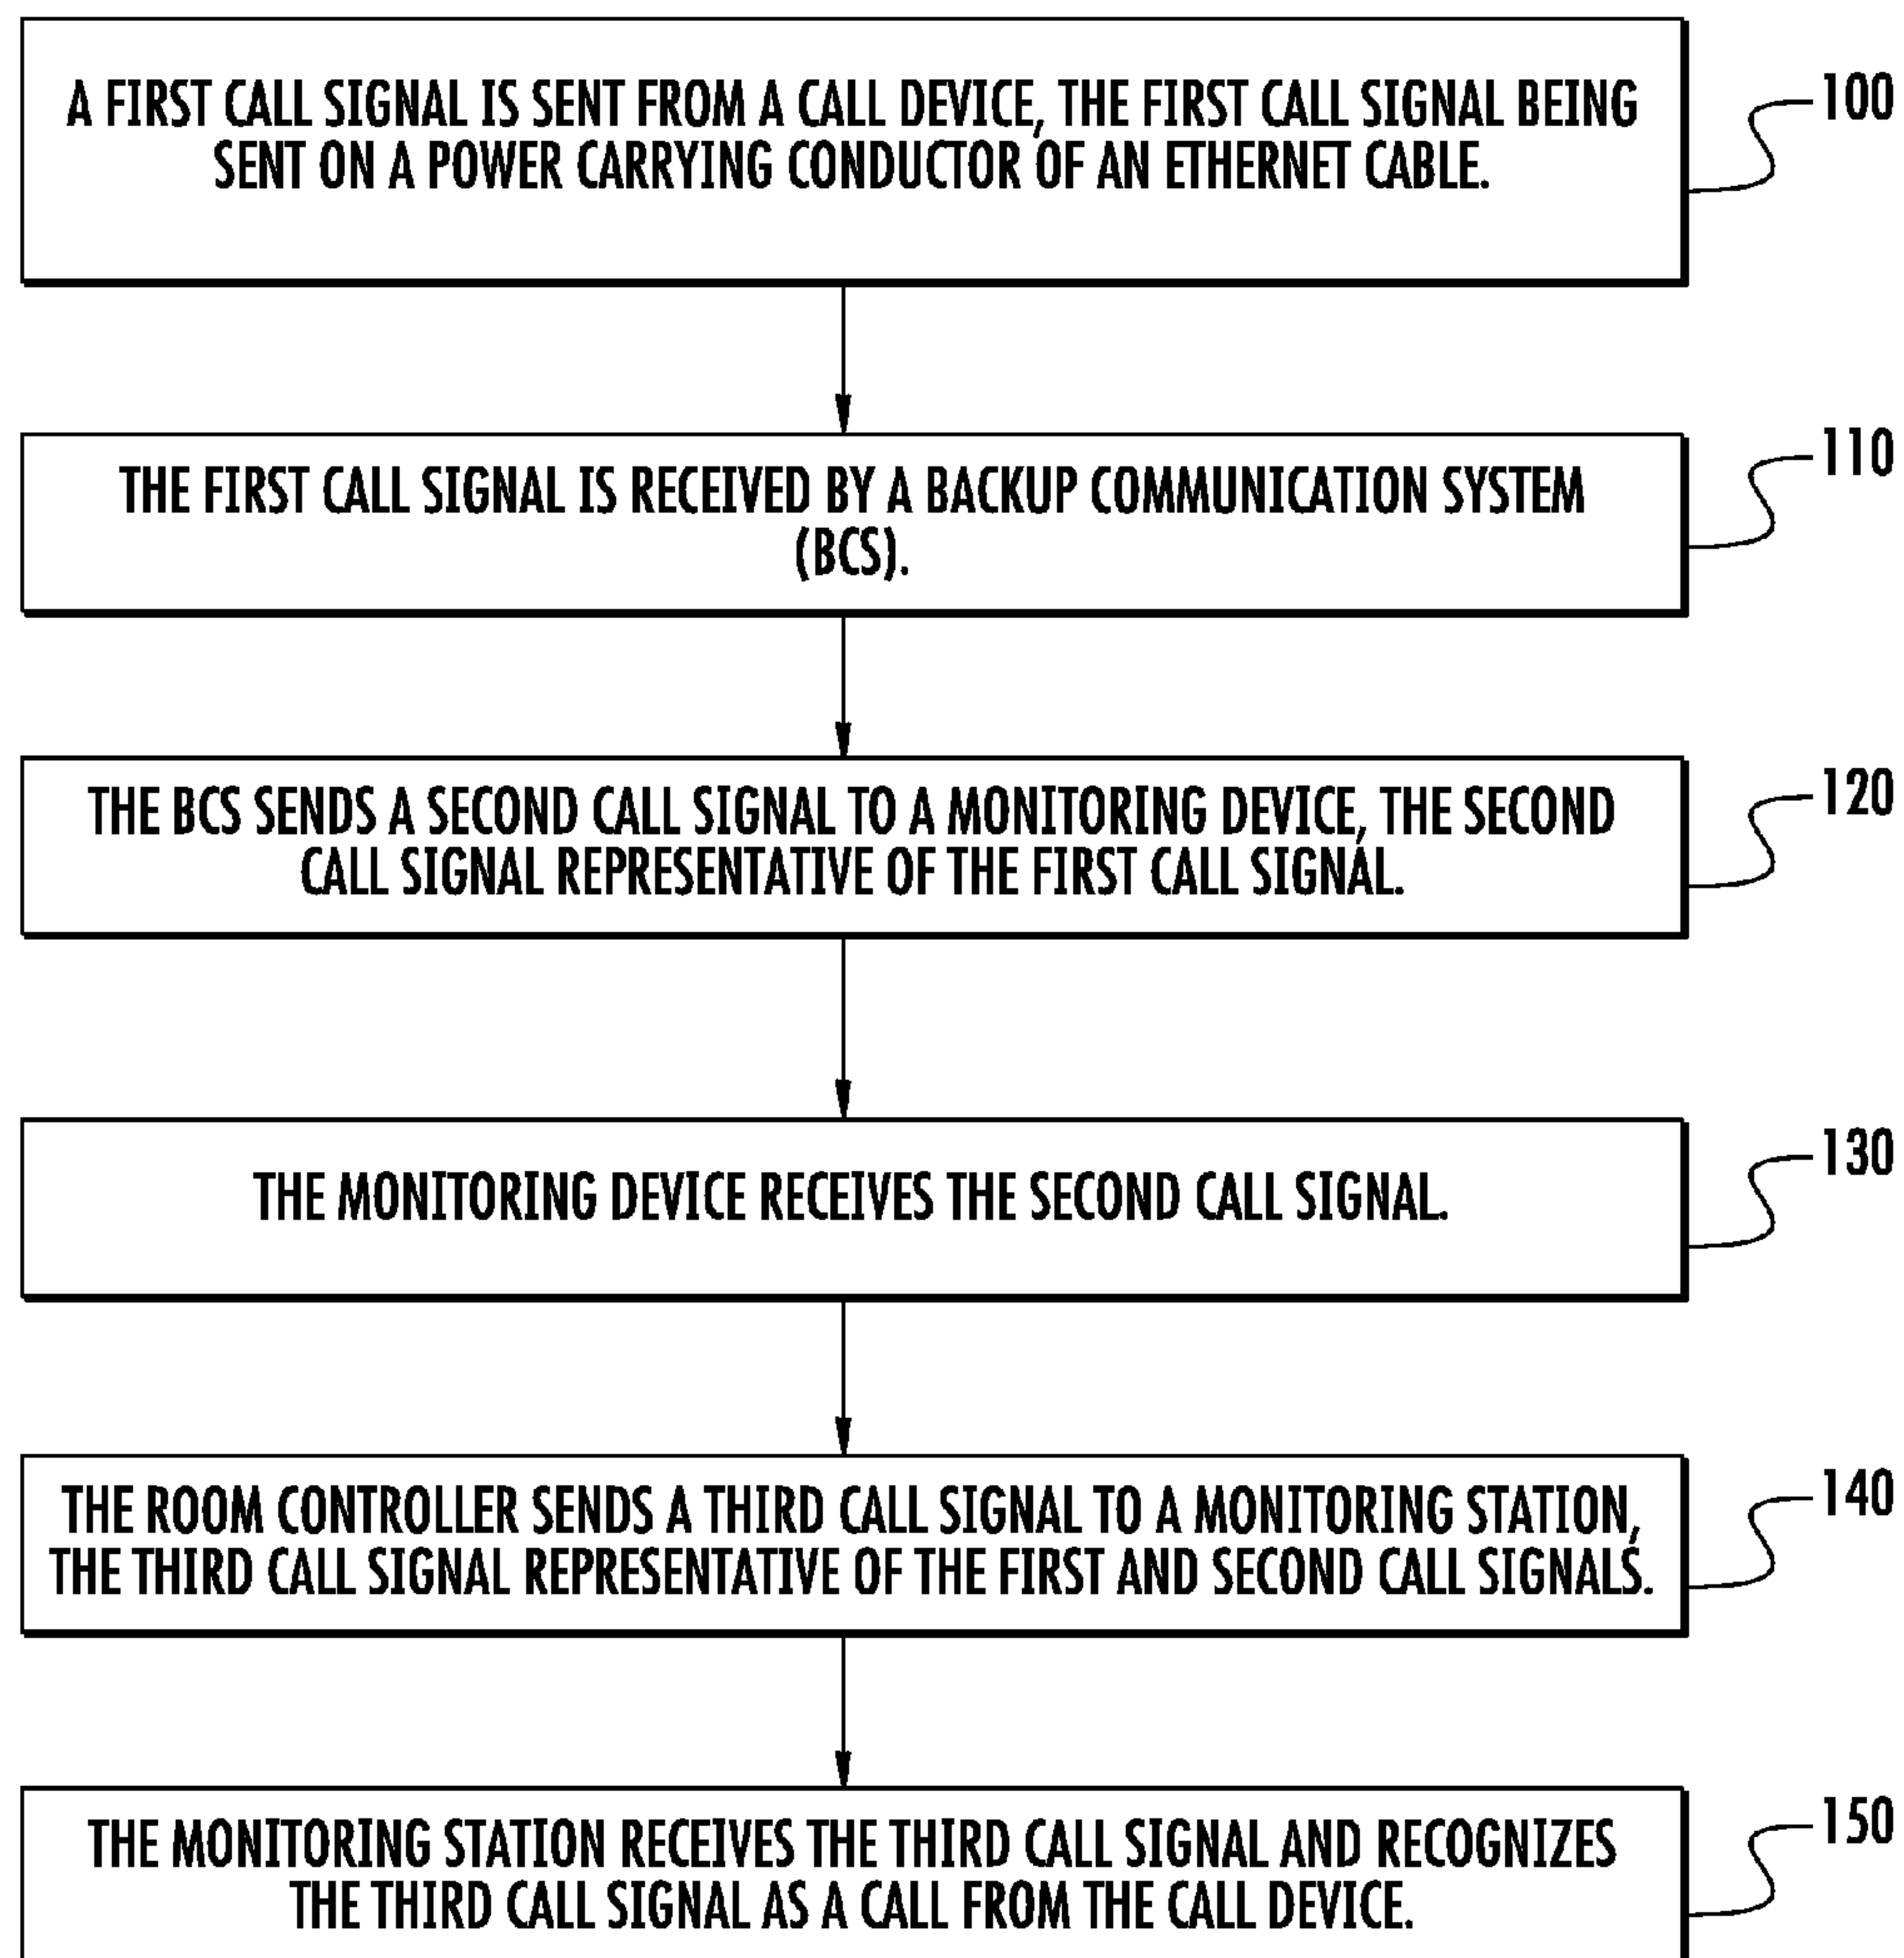 A FIRST CALL SIGNAL IS SENT FROM A CALL DEVICE, THE FIRST CALL SIGNAL BEING
SENT ON A POWER CARRYING CONDUCTOR OF AN ETHERNET CABLE.
100
THE FIRST CALL SIGNAL IS RECEIVED BY A BACKUP COMMUNICATION SYSTEM
(BCS).
110
THE BCS SENDS A SECOND CALL SIGNAL TO A MONITORING DEVICE, THE SECOND
CALL SIGNAL REPRESENTATIVE OF THE FIRST CALL SIGNAL.
120
THE MONITORING DEVICE RECEIVES THE SECOND CALL SIGNAL.
130
THE ROOM CONTROLLER SENDS A THIRD CALL SIGNAL TO A MONITORING STATION,
THE THIRD CALL SIGNAL REPRESENTATIVE OF THE FIRST AND SECOND CALL SIGNALS.
140
THE MONITORING STATION RECEIVES THE THIRD CALL SIGNAL AND RECOGNIZES
THE THIRD CALL SIGNAL AS A CALL FROM THE CALL DEVICE.
150